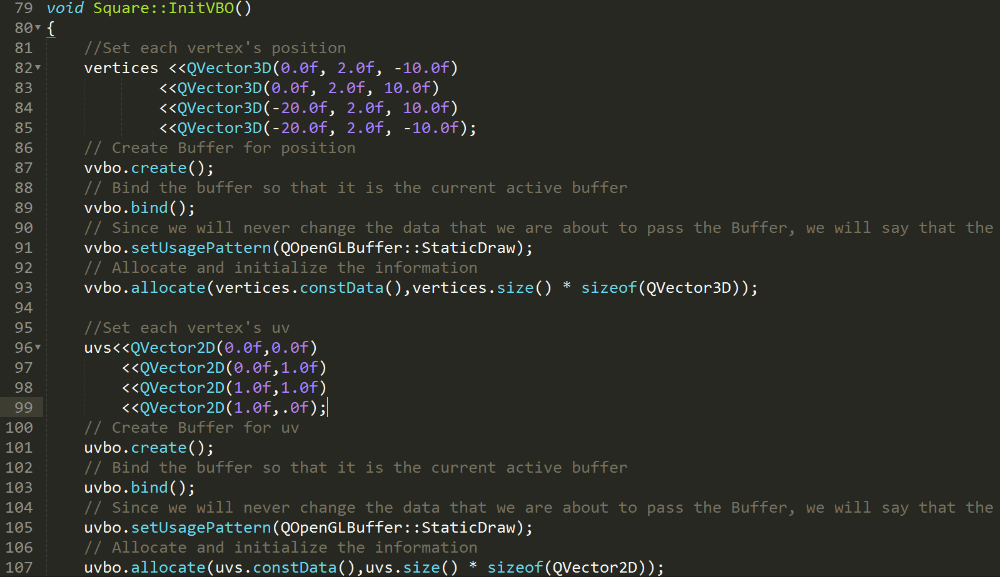 79 void Square::InitVBO()
80 {
81 //Set each vertex's position
82 vertices <<QVector3D(0.0f, 2.0f, -10.0f)
83 <<QVector3D(0.0f, 2.0f, 10.0f)
84 <<QVector3D(-20.0f, 2.0f, 10.0f)
85 <<QVector3D(-20.0f, 2.0f, -10.0f);
86 // Create Buffer for position
87 vvbo.create();
88 // Bind the buffer so that it is the current active buffer
89 vvbo.bind();
90 // Since we will never change the data that we are about to pass the Buffer, we will say that the
91 vvbo.setUsagePattern(QOpenGLBuffer::StaticDraw);
92 // Allocate and initialize the information
93 vvbo.allocate(vertices.constData(),vertices.size() * sizeof(QVector3D));
94
95 //Set each vertex's uv
96 uvs<<QVector2D(0.0f,0.0f)
97 <<QVector2D(0.0f,1.0f)
98 <<QVector2D(1.0f,1.0f)
99 <<QVector2D(1.0f,.0f);
100 // Create Buffer for uv
101 uvbo.create();
102 // Bind the buffer so that it is the current active buffer
103 uvbo.bind();
104 // Since we will never change the data that we are about to pass the Buffer, we will say that the
105 uvbo.setUsagePattern(QOpenGLBuffer::StaticDraw);
106 // Allocate and initialize the information
107 uvbo.allocate(uvs.constData(),uvs.size() * sizeof(QVector2D));